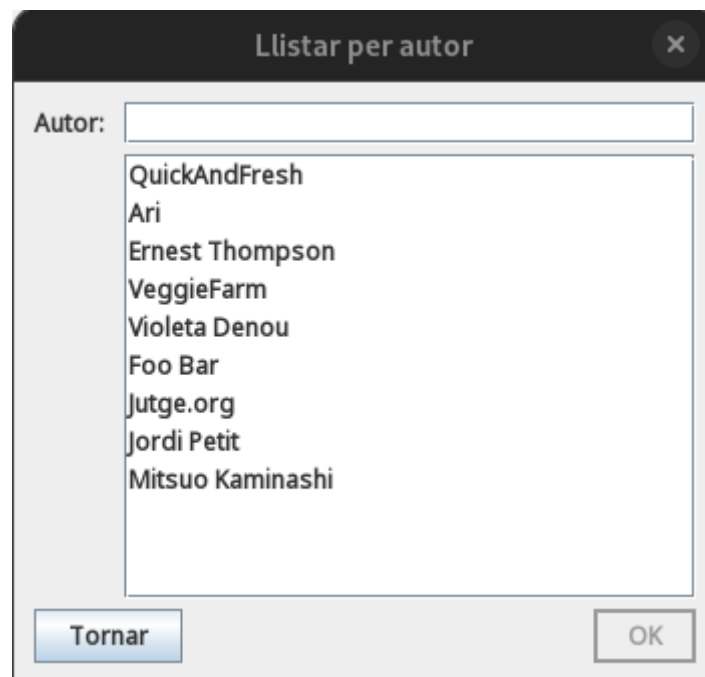 Llistar per autor
Autor:
QuickAndFresh
Ari
Ernest Thompson
VeggieFarm
Violeta Denou
Foo Bar
Jutge.org
Jordi Petit
Mitsuo Kaminashi
Tornar
OK